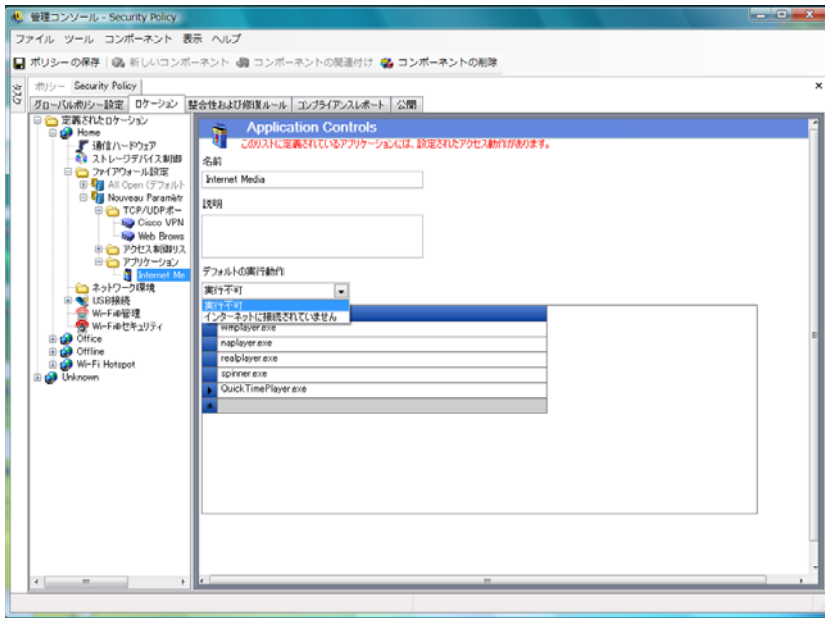 管理コンソール - Security Policy
ファイル ツール コンポーネント 表示 ヘルプ
ポリシーの保存 新しいコンポーネント コンポーネントの関連付け コンポーネントの削除
タスク
ポリシー Security Policy
グローバルポリシー設定 ロケーション 整合性および修復ルール コンプライアンスレポート 公開
定義されたロケーション
Home
通信ハードウェア
ストレージデバイス制御
ファイアウォール設定
All Open (デフォルト
Nouveau Paramètr
TCP/UDPポー
Cisco VPN
Web Brows
アクセス制御リス
アプリケーション
Internet Me
ネットワーク環境
USB接続
Wi-Fi®管理
Wi-Fi®セキュリティ
Office
Offline
Wi-Fi Hotspot
Unknown
Application Controls
このリストに定義されているアプリケーションには、設定されたアクセス動作があります。
名前
Internet Media
説明
デフォルトの実行動作
実行不可
実行不可
インターネットに接続されていません
wmplayer.exe
naplayer.exe
realplayer.exe
spinner.exe
QuickTimePlayer.exe